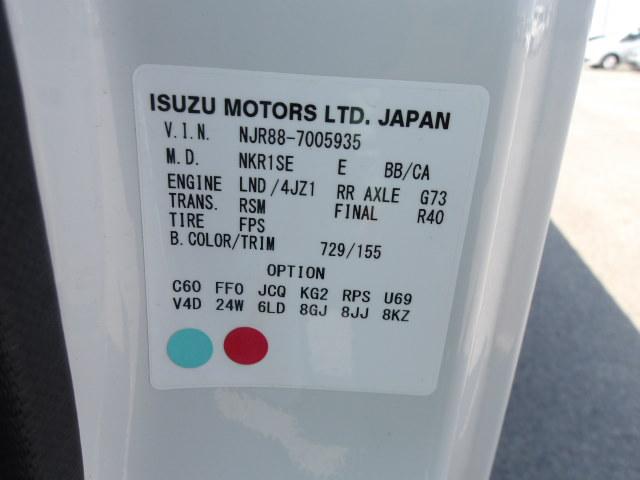 ISUZU MOTORS LTD. JAPAN
V.I.N. NJR88-7005935
M.D. NKR1SE E BB/CA
ENGINE LND/4JZ1 RR AXLE G73
TRANS. RSM FINAL R40
TIRE FPS
B.COLOR/TRIM 729/155
OPTION
C60 FF0 JCQ KG2 RPS U69
V4D 24W 6LD 8GJ 8JJ 8KZ